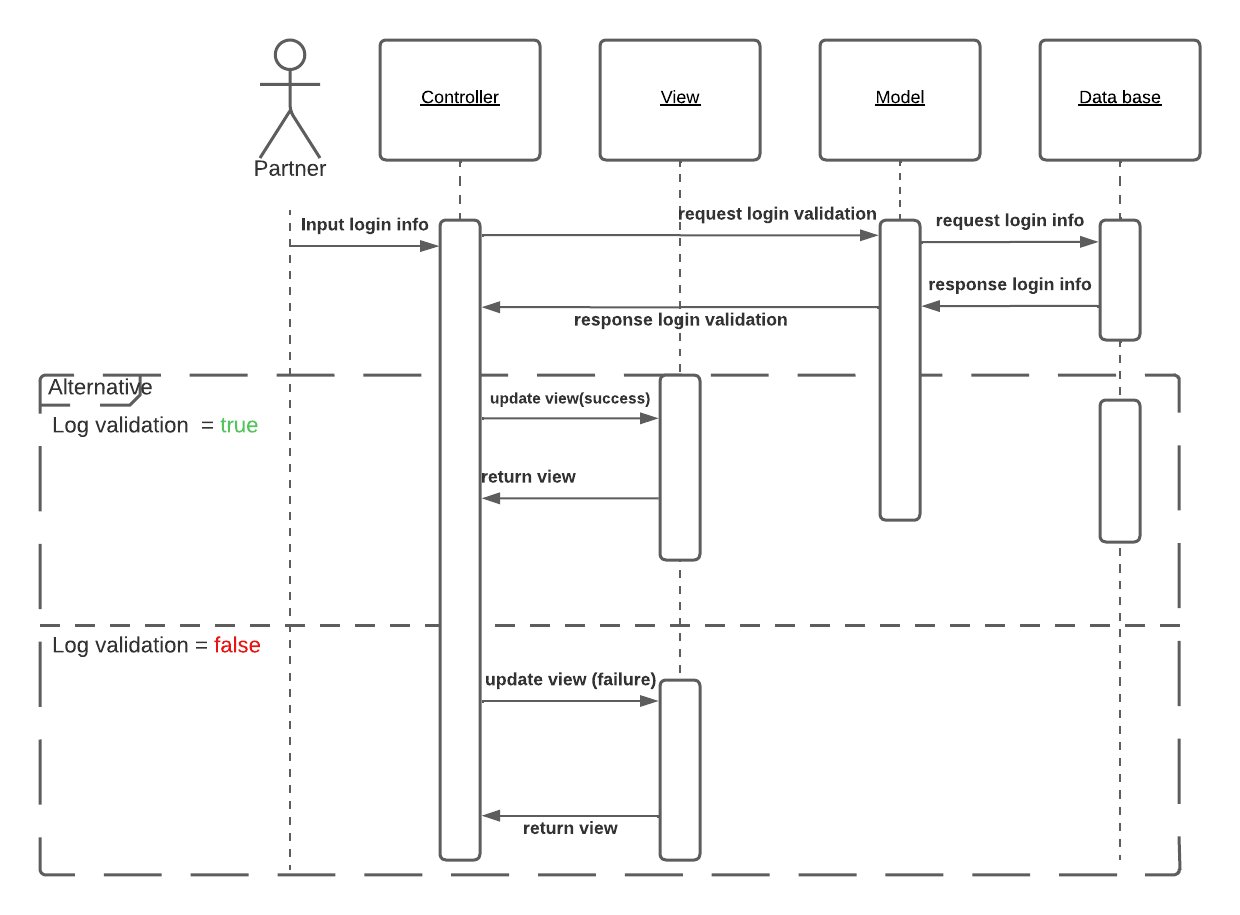 Controller
View
Model
Data base
Partner
Input login info
request login validation
request login info
response login info
response login validation
Alternative
Log validation  = true
update view(success)
return view
Log validation = false
update view (failure)
return view